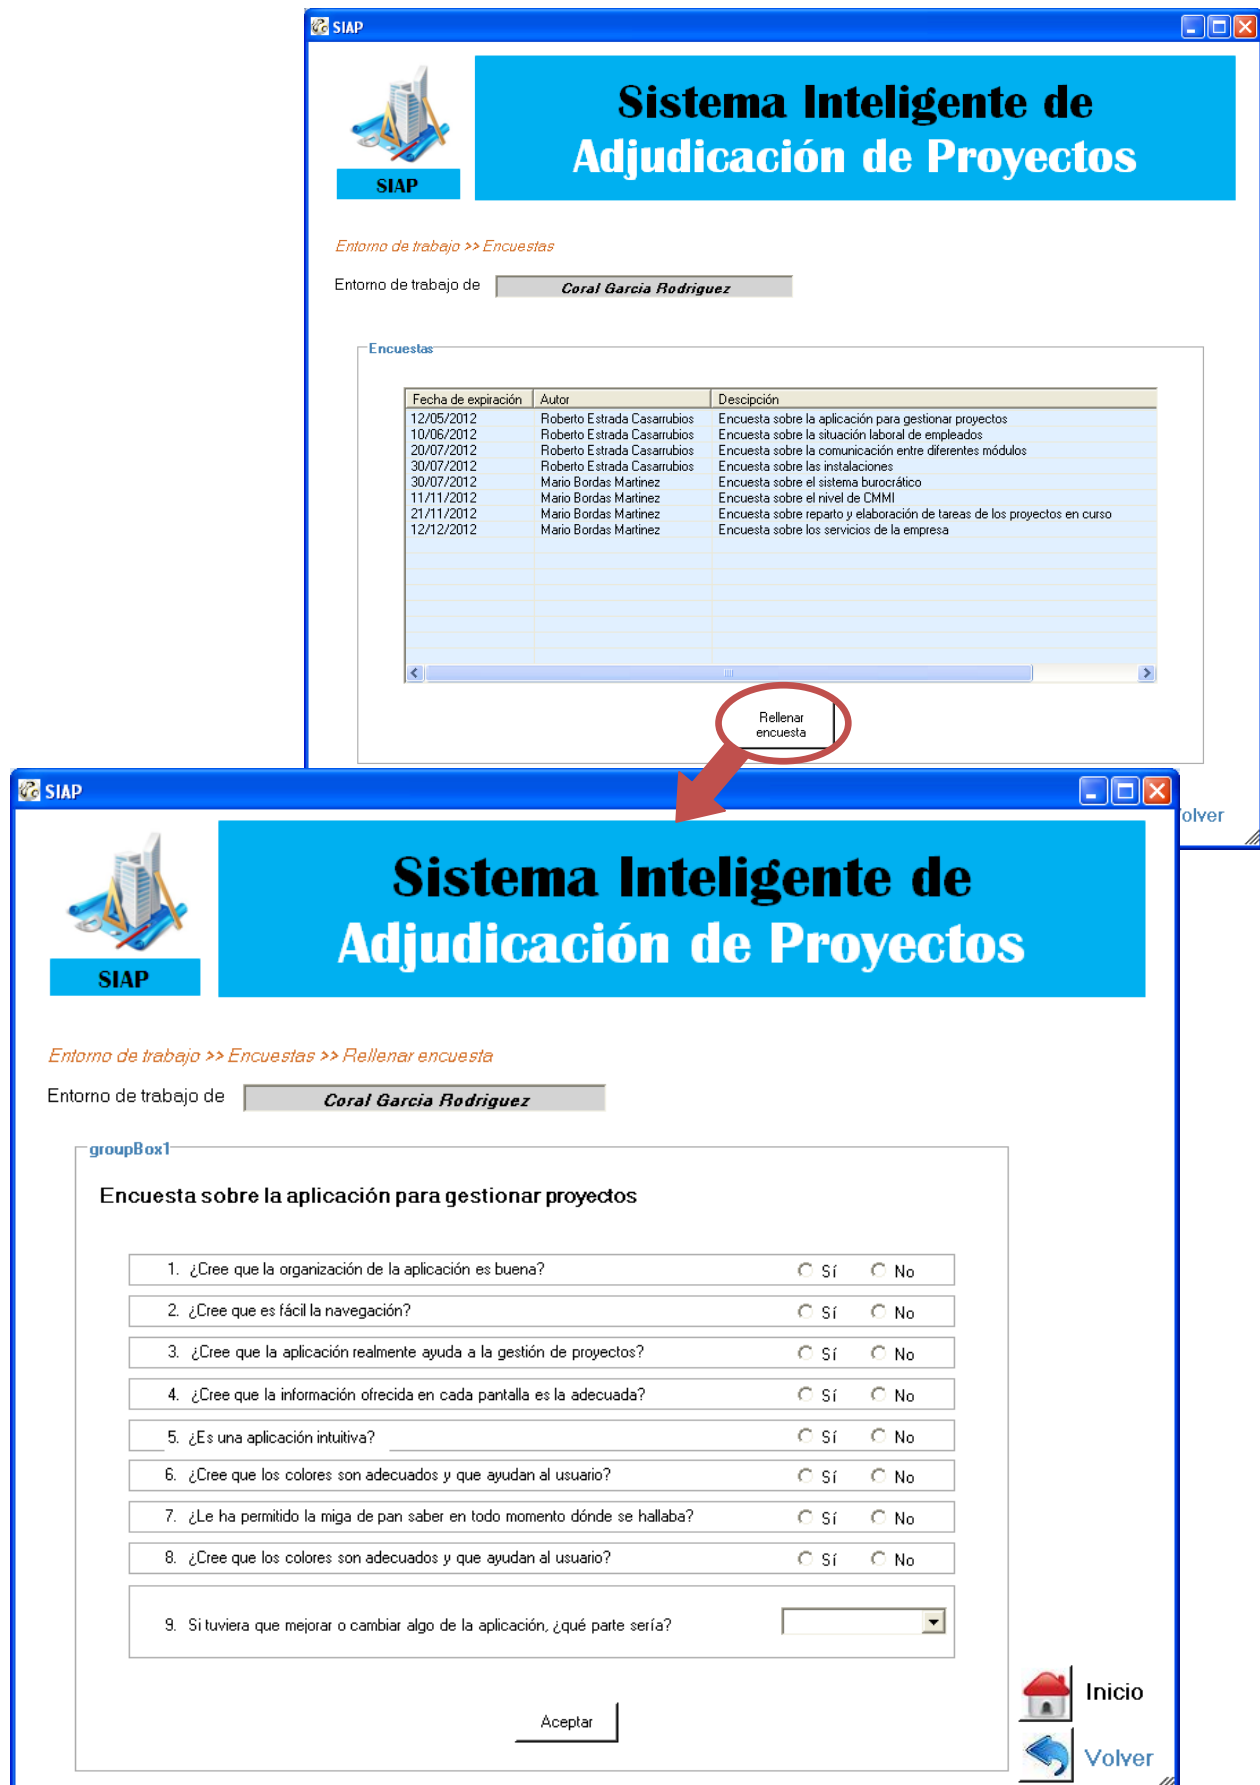 SIAP
Sistema Inteligente de
Adjudicación de Proyectos
SIAP
Entorno de trabajo >> Encuestas
Entorno de trabajo de Coral Garcia Rodriguez
Encuestas
Fecha de expiración Autor Descipción
12/05/2012 Roberto Estrada Casarrubios Encuesta sobre la aplicación para gestionar proyectos
10/06/2012 Roberto Estrada Casarrubios Encuesta sobre la situación laboral de empleados
20/07/2012 Roberto Estrada Casarrubios Encuesta sobre la comunicación entre diferentes módulos
30/07/2012 Roberto Estrada Casarrubios Encuesta sobre las instalaciones
30/07/2012 Mario Bordas Martinez Encuesta sobre el sistema burocrático
11/11/2012 Mario Bordas Martinez Encuesta sobre el nivel de CMMI
21/11/2012 Mario Bordas Martinez Encuesta sobre reparto y elaboración de tareas de los proyectos en curso
12/12/2012 Mario Bordas Martinez Encuesta sobre los servicios de la empresa
Rellenar
encuesta
olver
SIAP
Sistema Inteligente de
Adjudicación de Proyectos
SIAP
Entorno de trabajo >> Encuestas >> Rellenar encuesta
Entorno de trabajo de Coral Garcia Rodriguez
groupBox1
Encuesta sobre la aplicación para gestionar proyectos
1. ¿Cree que la organización de la aplicación es buena? Sí No
2. ¿Cree que es fácil la navegación? Sí No
3. ¿Cree que la aplicación realmente ayuda a la gestión de proyectos? Sí No
4. ¿Cree que la información ofrecida en cada pantalla es la adecuada? Sí No
5. ¿Es una aplicación intuitiva? Sí No
6. ¿Cree que los colores son adecuados y que ayudan al usuario? Sí No
7. ¿Le ha permitido la miga de pan saber en todo momento dónde se hallaba? Sí No
8. ¿Cree que los colores son adecuados y que ayudan al usuario? Sí No
9. Si tuviera que mejorar o cambiar algo de la aplicación, ¿qué parte sería?
Inicio
Aceptar
Volver